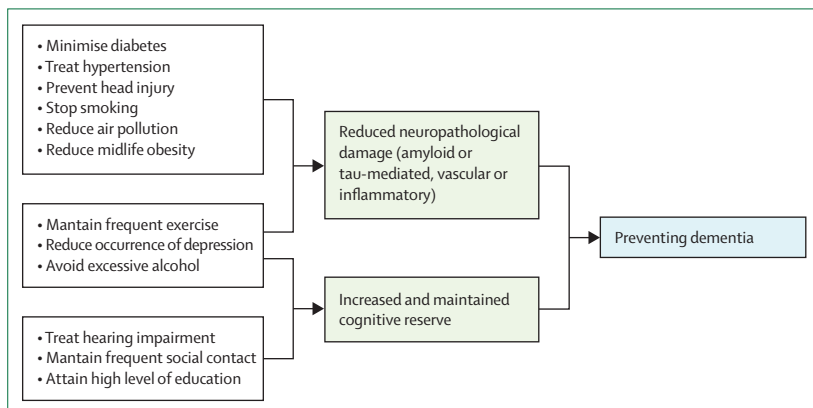 • Minimise diabetes
• Treat hypertension
• Prevent head injury
• Stop smoking
• Reduce air pollution
• Reduce midlife obesity
• Mantain frequent exercise
• Reduce occurrence of depression
• Avoid excessive alcohol
• Treat hearing impairment
• Mantain frequent social contact
• Attain high level of education
Reduced neuropathological
damage (amyloid or
tau-mediated, vascular or
inflammatory)
Increased and maintained
cognitive reserve
Preventing dementia